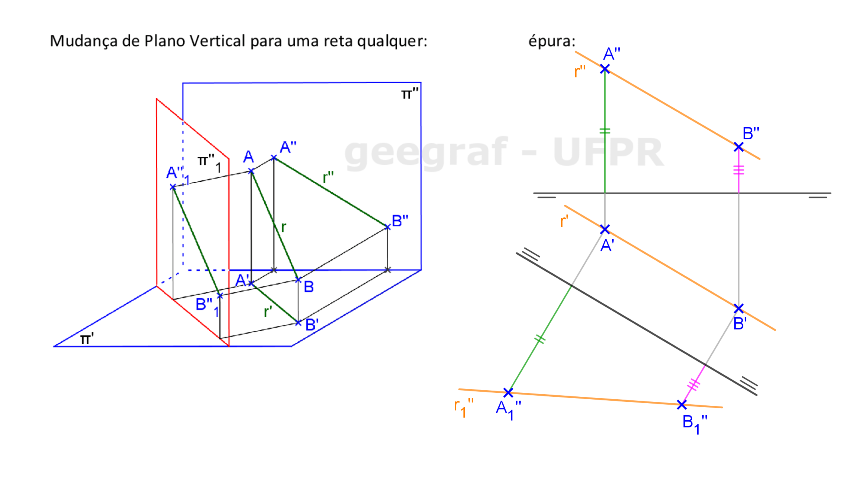 Mudança de Plano Vertical para uma reta qualquer:
épura:
geegraf - UFPR
π"
π"1
A"1
A
A"
r"
r
B"
A'
B
B"1
r'
B'
π'
A"
r"
B"
r'
A'
B'
r1"
A1"
B1"